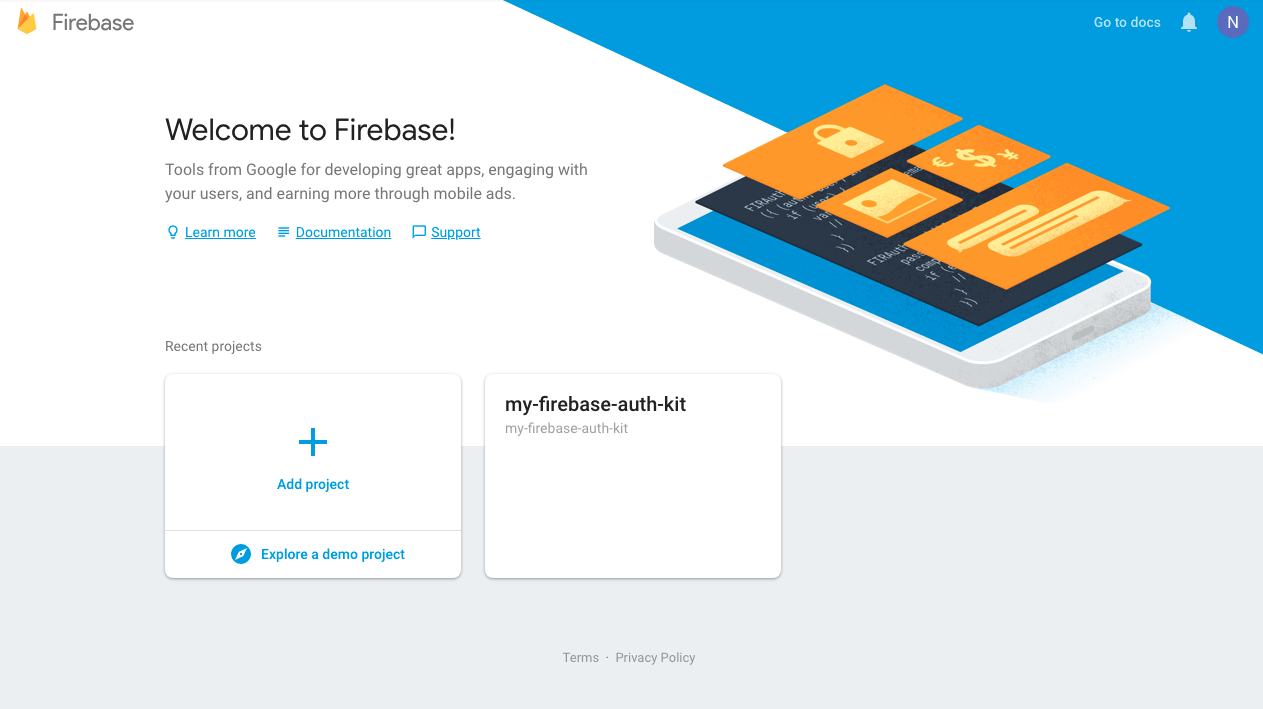 Firebase
Go to docs
N
Welcome to Firebase!
Tools from Google for developing great apps, engaging with
your users, and earning more through mobile ads.
Learn more
Documentation
Support
Recent projects
Add project
Explore a demo project
my-firebase-auth-kit
my-firebase-auth-kit
Terms · Privacy Policy